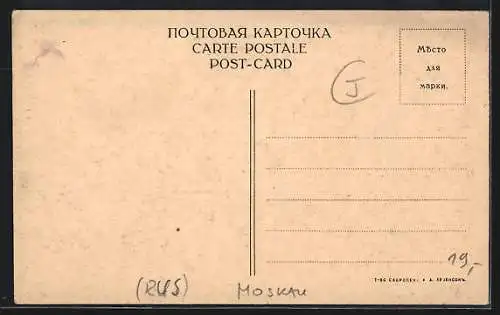 ПОЧТОВАЯ КАРТОЧКА
CARTE POSTALE
POST-CARD
Мѣсто
для
марки.
J
19,-
(RUS)
MOSKAU